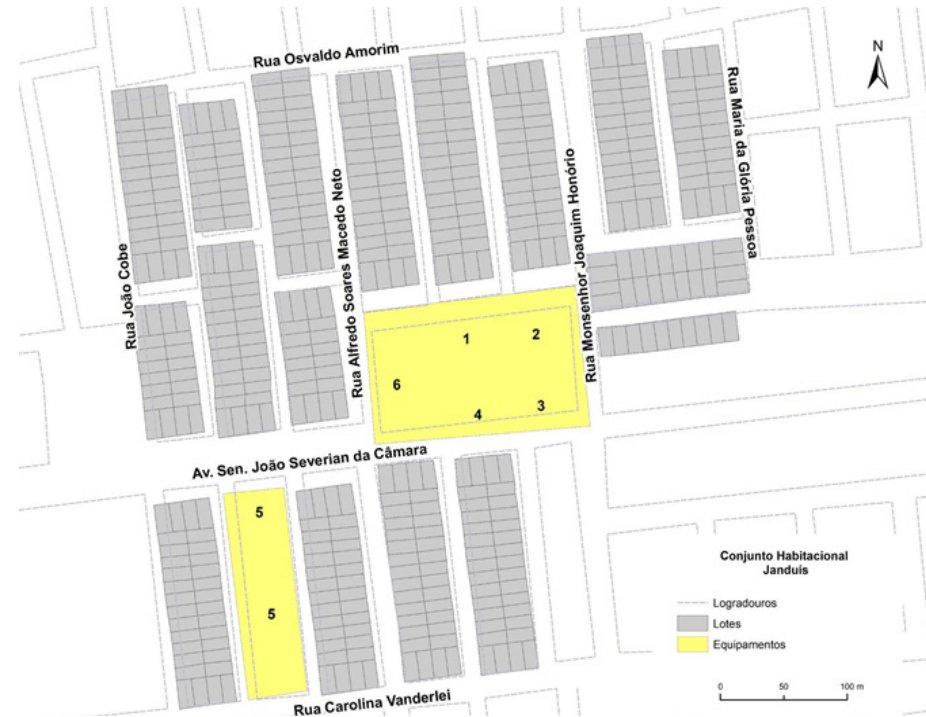 Rua Osvaldo Amorim
N
Rua Maria da Glória Pessoa
Rua João Cobe
Rua Alfredo Soares Macedo Neto
Rua Monsenhor Joaquim Honório
1
2
6
4
3
Av. Sen. João Severian da Câmara
5
5
Rua Carolina Vanderlei
Conjunto Habitacional
Janduís
Logradouros
Lotes
Equipamentos
0 50 100 m